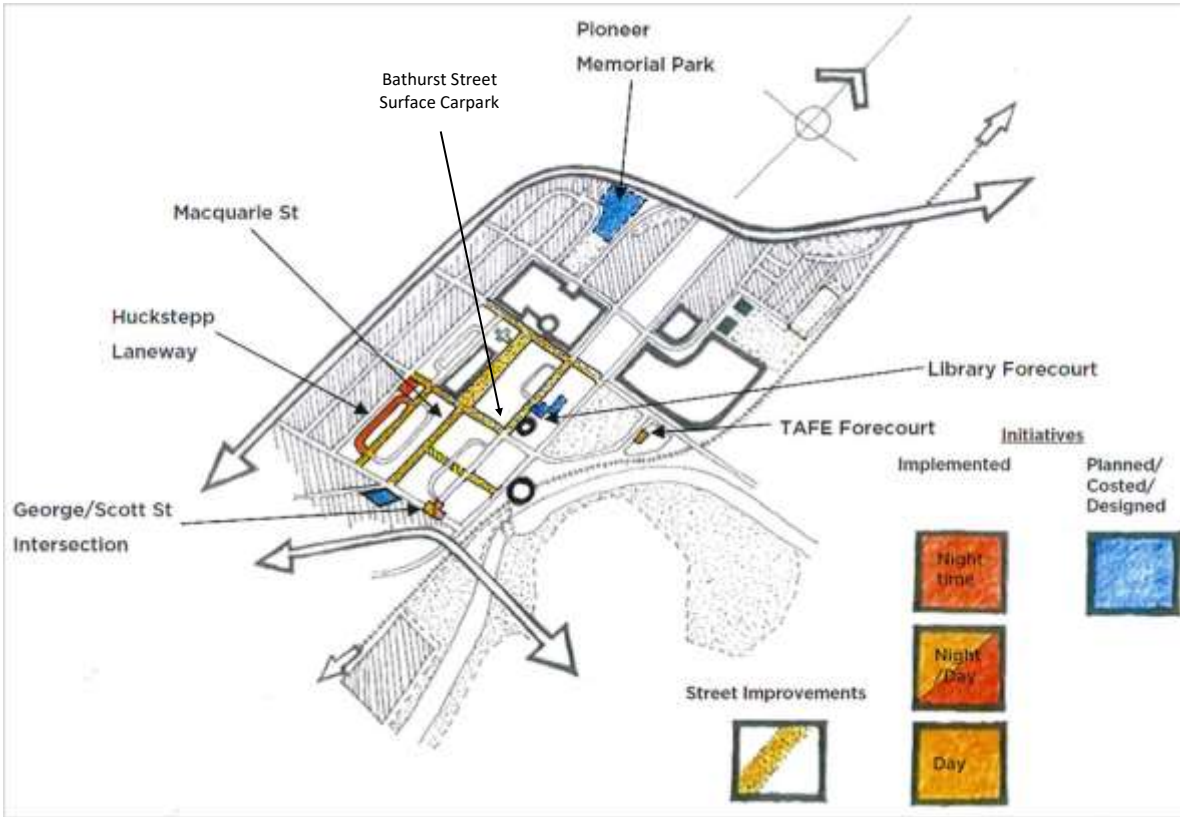 Pioneer
Memorial Park
Bathurst Street
Surface Carpark
Macquarie St
Huckstepp
Laneway
Library Forecourt
TAFE Forecourt
George/Scott St
Intersection
Initiatives
Implemented
Planned/
Costed/
Designed
Night
time
Night
/Day
Day
Street Improvements